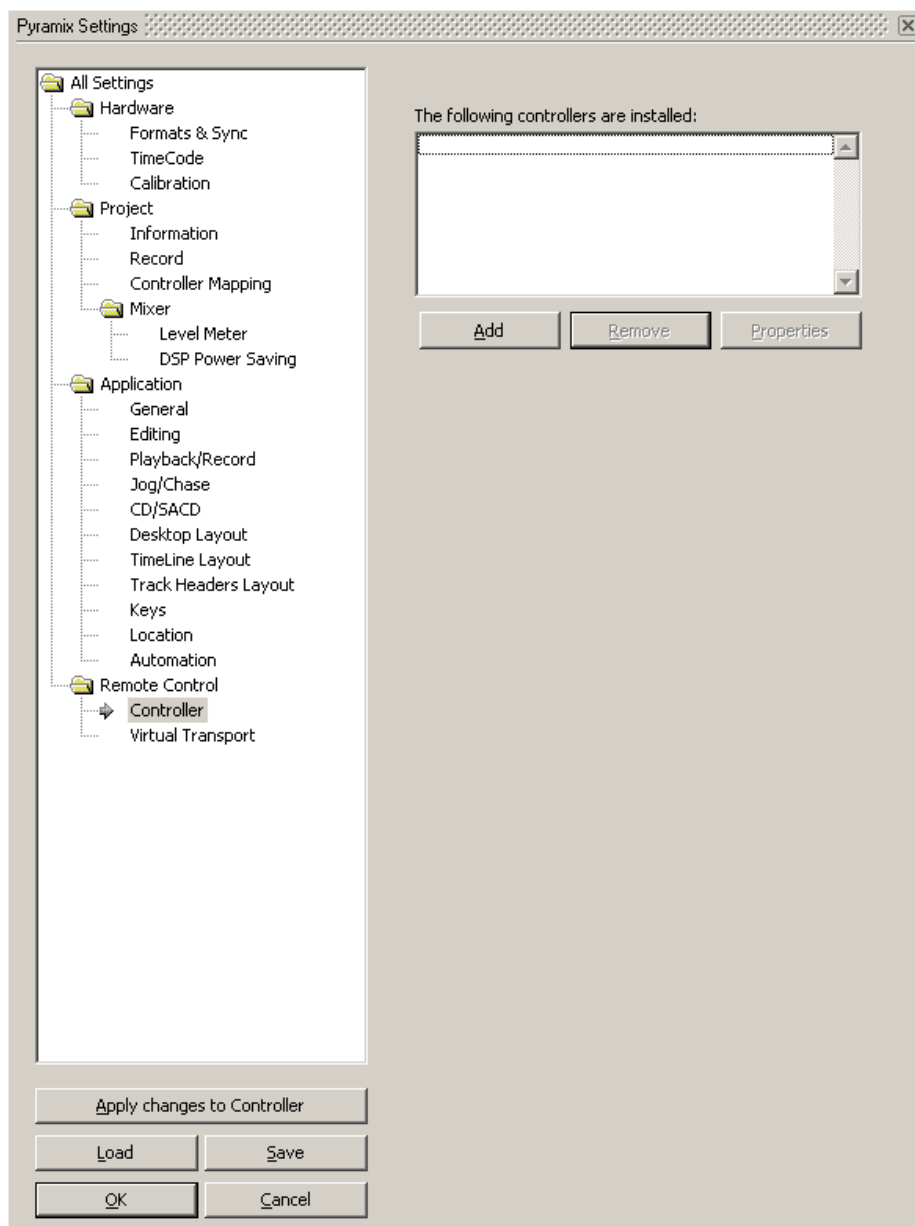 Pyramix Settings
All Settings
Hardware
Formats & Sync
TimeCode
Calibration
Project
Information
Record
Controller Mapping
Mixer
Level Meter
DSP Power Saving
Application
General
Editing
Playback/Record
Jog/Chase
CD/SACD
Desktop Layout
TimeLine Layout
Track Headers Layout
Keys
Location
Automation
Remote Control
Controller
Virtual Transport
Apply changes to Controller
Load Save
OK Cancel
The following controllers are installed:
Add Remove Properties